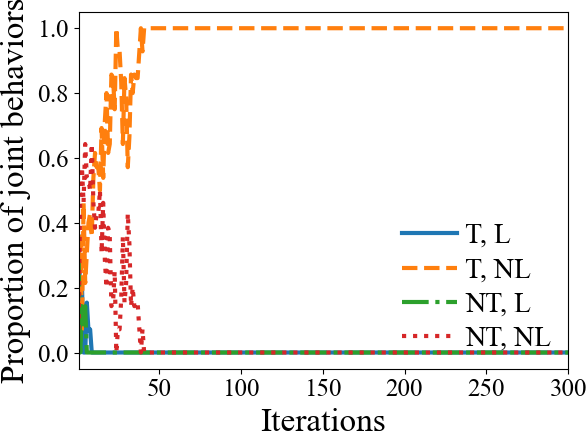 Proportion of joint behaviors
1.0
0.8
0.6
0.4
0.2
0.0
T, L
T, NL
NT, L
NT, NL
50 100 150 200 250 300
Iterations